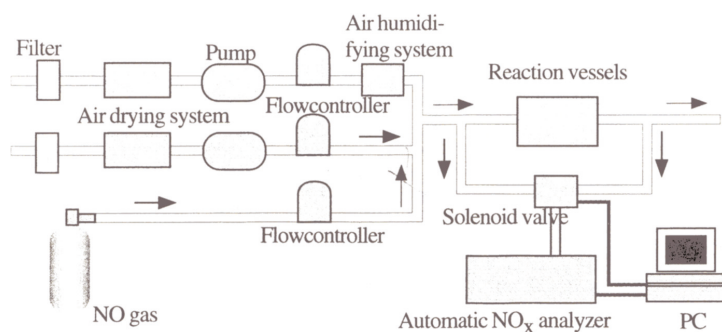 Air humidi-
fying system
Filter
Pump
Reaction vessels
Flowcontroller
Air drying system
Solenoid valve
Flowcontroller
NO gas
Automatic NOx analyzer
PC